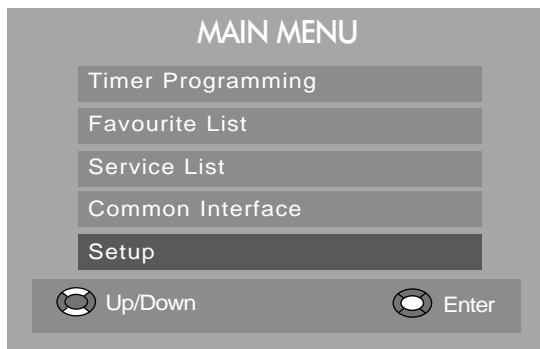 MAIN MENU
Timer Programming
Favourite List
Service List
Common Interface
Setup
Up/Down Enter